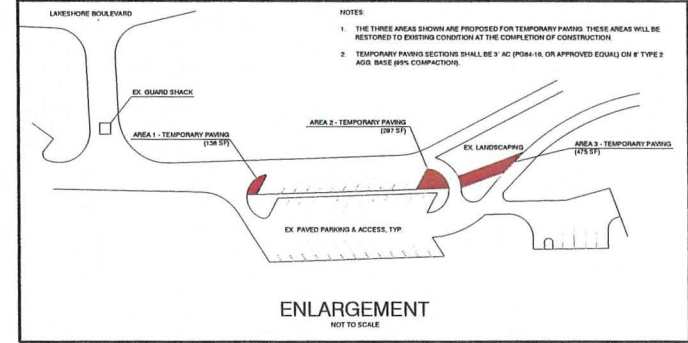 LAKESHORE BOULEVARD
NOTES:
1. THE THREE AREAS SHOWN ARE PROPOSED FOR TEMPORARY PAVING. THESE AREAS WILL BE
RESTORED TO EXISTING CONDITION AT THE COMPLETION OF CONSTRUCTION.
2. TEMPORARY PAVING SECTIONS SHALL BE 3" AC (PG64-10, OR APPROVED EQUAL) ON 6" TYPE 2
AGG. BASE (95% COMPACTION).
EX. GUARD SHACK
AREA 1 - TEMPORARY PAVING
(136 SF)
AREA 2 - TEMPORARY PAVING
(297 SF)
EX. LANDSCAPING
AREA 3 - TEMPORARY PAVING
(475 SF)
EX. PAVED PARKING & ACCESS, TYP.
ENLARGEMENT
NOT TO SCALE